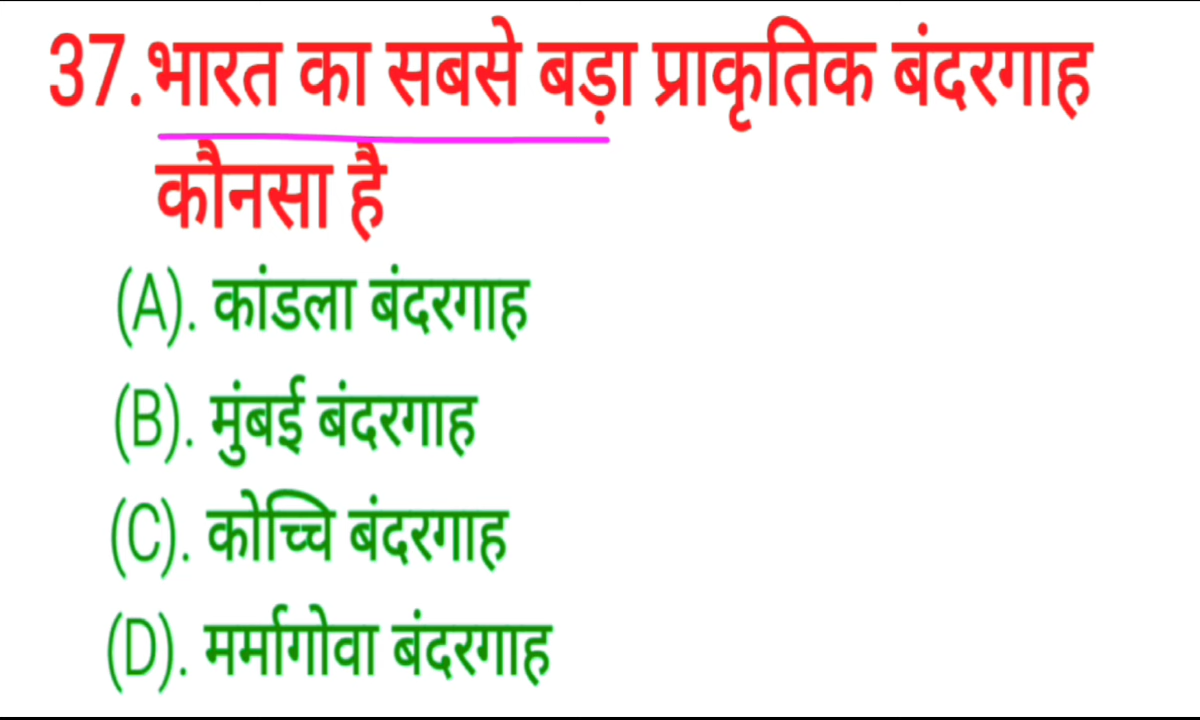 37.भारत का सबसे बड़ा प्राकृतिक बंदरगाह
कौनसा है
(A). कांडला बंदरगाह
(B). मुंबई बंदरगाह
(C). कोच्चि बंदरगाह
(D). मर्मागोवा बंदरगाह